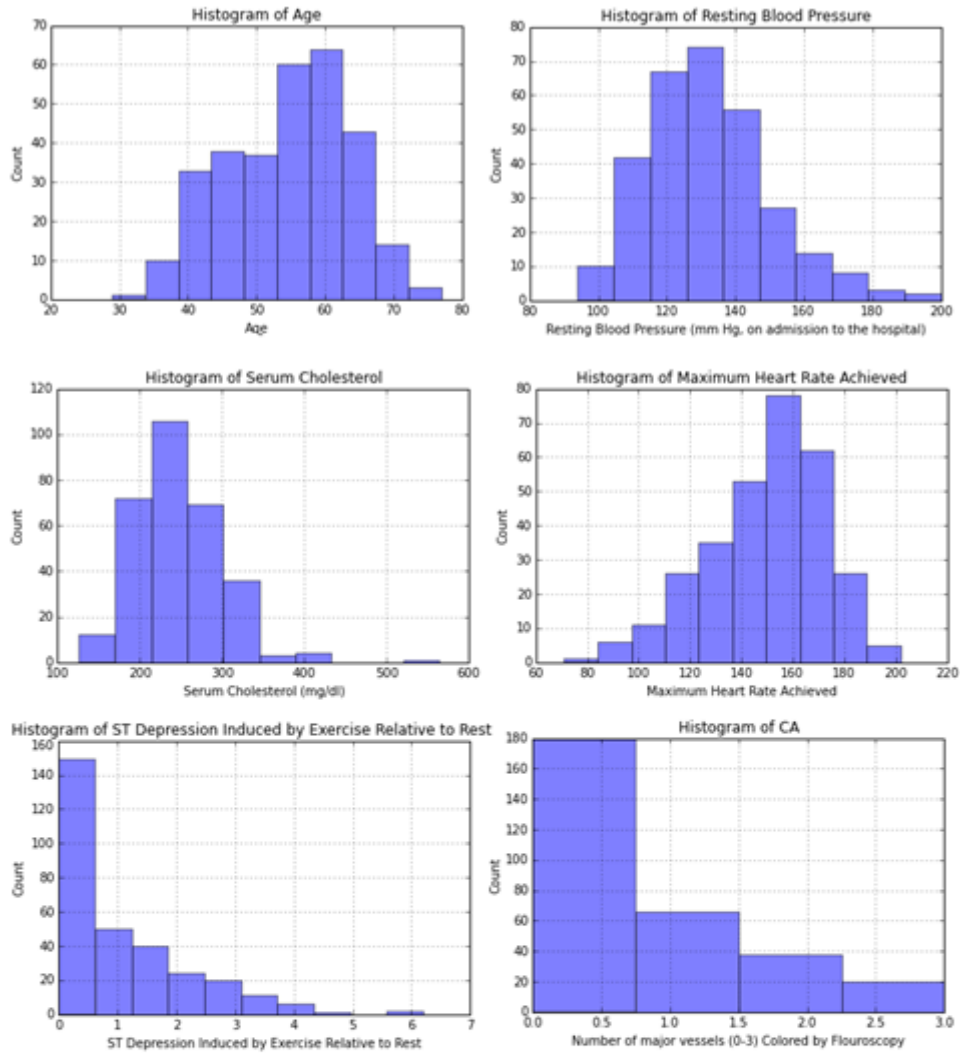 Histogram of Age
70
60
50
40
30
20
10
0
Count
20 30 40 50 60 70 80
Age
Histogram of Resting Blood Pressure
80
70
60
50
40
30
20
10
0
Count
80 100 120 140 160 180 200
Resting Blood Pressure (mm Hg, on admission to the hospital)
Histogram of Serum Cholesterol
120
100
80
60
40
20
0
Count
100 200 300 400 500 600
Serum Cholesterol (mg/dl)
Histogram of Maximum Heart Rate Achieved
80
70
60
50
40
30
20
10
0
Count
60 80 100 120 140 160 180 200 220
Maximum Heart Rate Achieved
Histogram of ST Depression Induced by Exercise Relative to Rest
160
140
120
100
80
60
40
20
0
Count
0 1 2 3 4 5 6 7
ST Depression Induced by Exercise Relative to Rest
Histogram of CA
180
160
140
120
100
80
60
40
20
0
Count
0.0 0.5 1.0 1.5 2.0 2.5 3.0
Number of major vessels (0-3) Colored by Flouroscopy